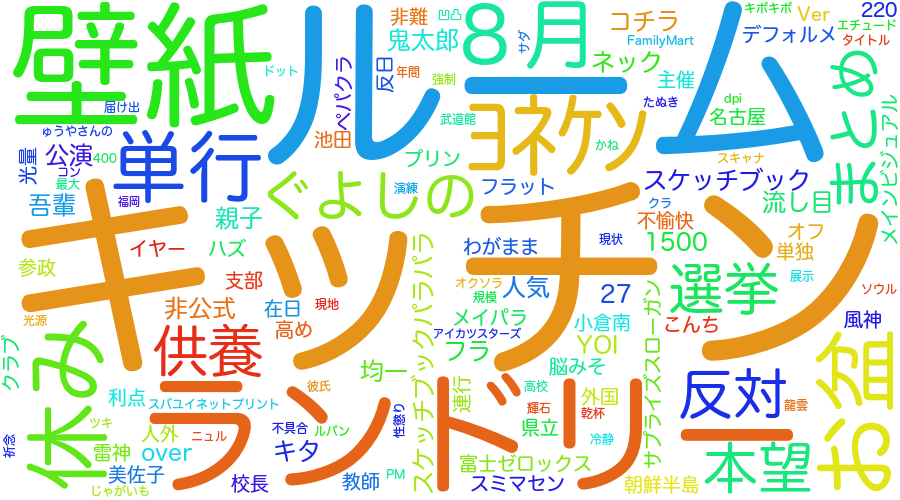 壁紙
ルーム
8月
ヨネケン
まとめ
単行
ぐよしの
キッチン
ランドリー
休み
お盆
選挙
反対
本望
供養
非難
凹凸
鬼太郎
コチラ
FamilyMart
キボキボ
サダ
Ver
エチュード
220
デフォルメ
タイトル
ドット
年間
反日
強制
ネック
主催
届け出
ペパクラ
池田
武道館
たぬき
dpi
名古屋
メインビジュアル
ゅうやさんの
光量
公演
400
コン
最大
福岡
プリン
かね
スキャナ
演練
フラット
スケッチブック
流し目
吾輩
親子
クラ
不愉快
イヤー
ハズ
わがまま
現状
1500
オフ
単独
参政
支部
オクソラ
規模
人気
27
展示
ソウル
非公式
在日
現地
メイパラ
小倉南
こんち
風神
光源
高め
アイカツスターズ
フラ
YOI
サプライズスローガン
スケッチブックパラパラ
クラブ
均一
脳みそ
利点
彼氏
連行
高校
外国
スパユイネットプリント
ツキ
人外
ニュル
不具合
ルパン
性懲り
県立
輝石
乾杯
龍雲
祈念
雷神
over
キタ
冷静
美佐子
校長
教師
PM
富士ゼロックス
スミマセン
朝鮮半島
じゃがいも